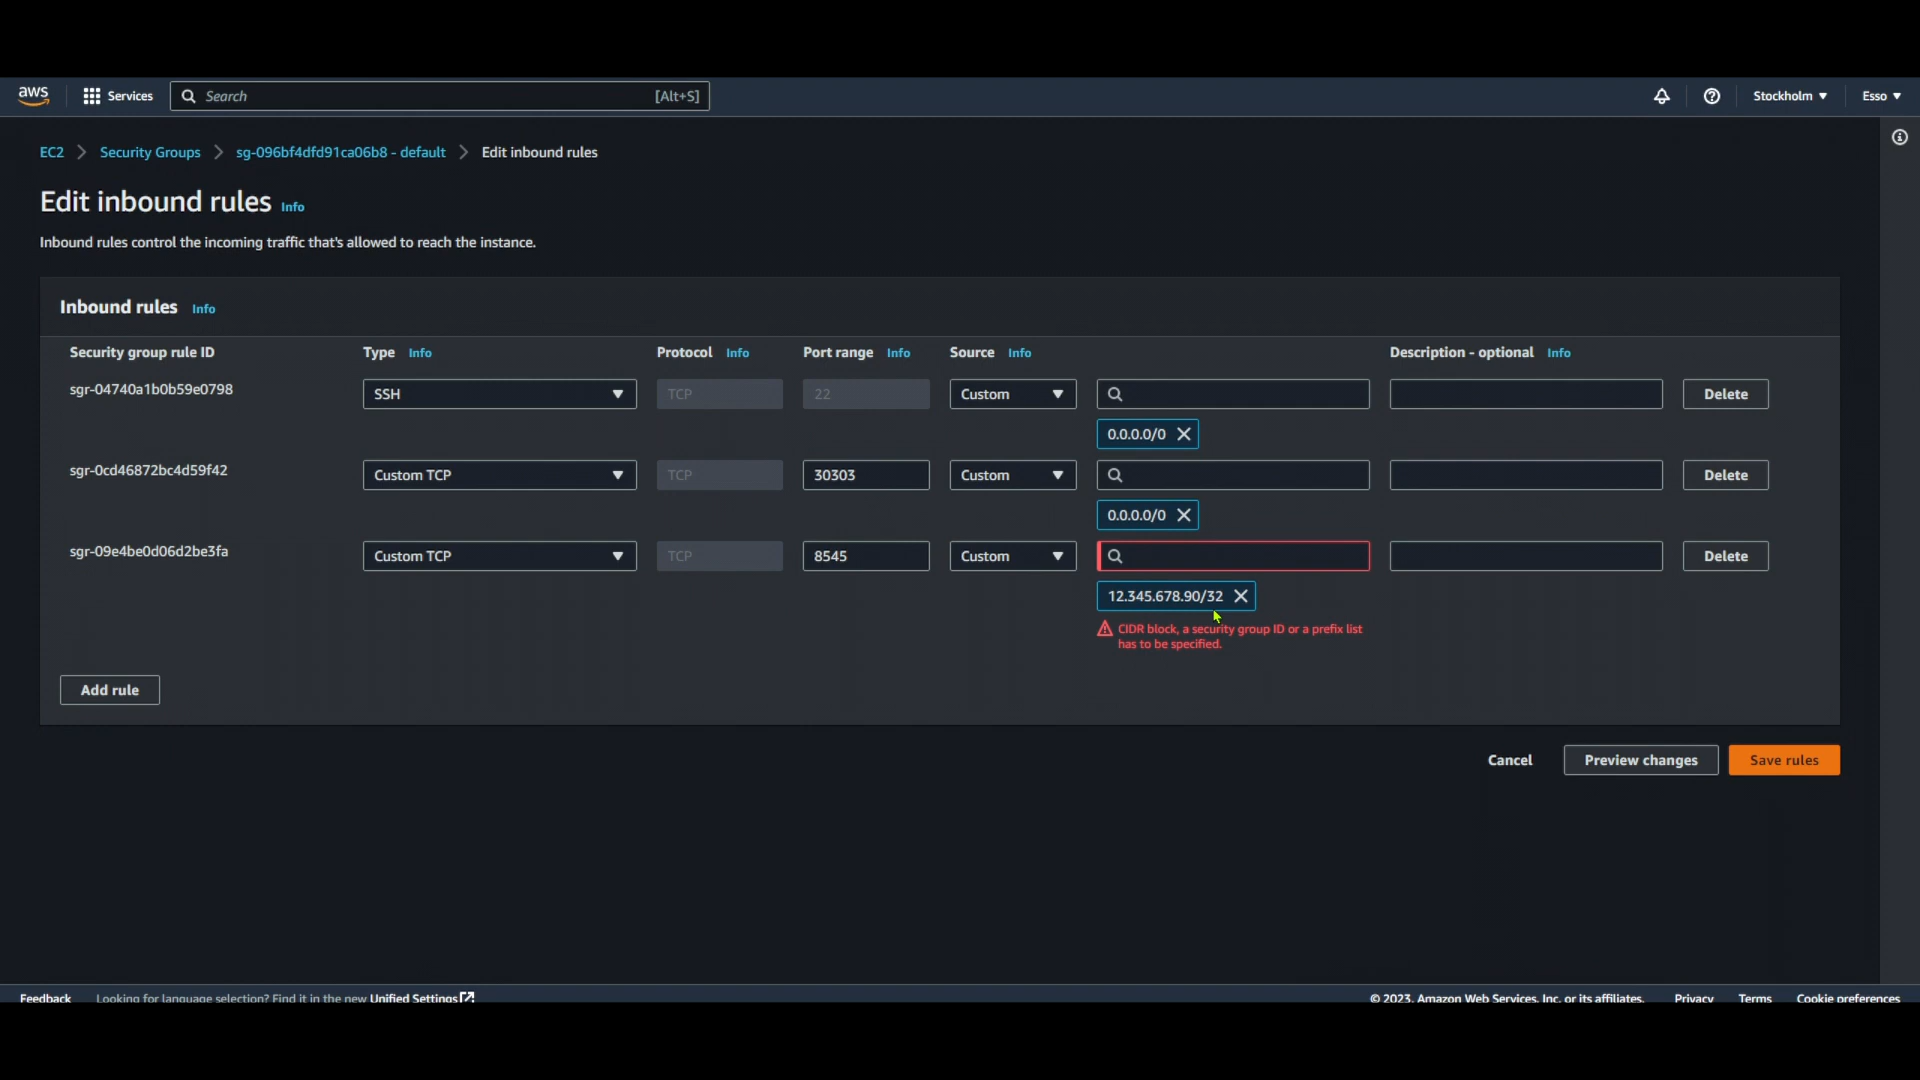 aws
Services
Search
[Alt+S]
Stockholm
Esso
EC2
Security Groups
sg-096bf4dfd91ca06b8 - default
Edit inbound rules
Edit inbound rules
Info
Inbound rules control the incoming traffic that's allowed to reach the instance.
Inbound rules
Info
Security group rule ID
Type
Info
Protocol
Info
Port range
Info
Source
Info
Description - optional
Info
sgr-04740a1b0b59e0798
SSH
TCP
22
Custom
Delete
0.0.0.0/0
sgr-0cd46872bc4d59f42
Custom TCP
TCP
30303
Custom
Delete
0.0.0.0/0
sgr-09e4be0d06d2be3fa
Custom TCP
TCP
8545
Custom
Delete
12.345.678.90/32
CIDR block, a security group ID or a prefix list
has to be specified.
Add rule
Cancel
Preview changes
Save rules
Feedback
Looking for language selection? Find it in the new Unified Settings
© 2023, Amazon Web Services, Inc. or its affiliates.
Privacy
Terms
Cookie preferences